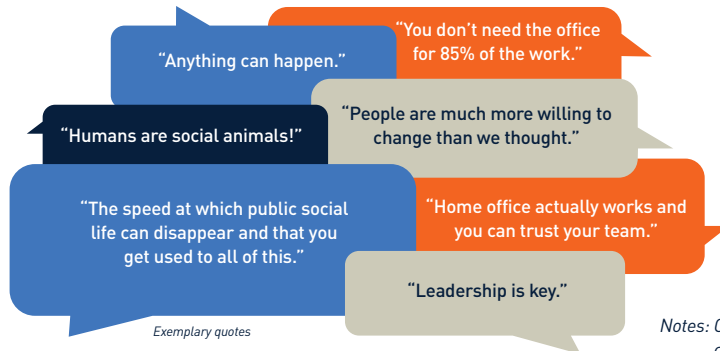 “You don’t need the office
for 85% of the work.”
“Anything can happen.”
“People are much more willing to
change than we thought.”
“Humans are social animals!”
“The speed at which public social
life can disappear and that you
get used to all of this.”
“Home office actually works and
you can trust your team.”
“Leadership is key.”
Exemplary quotes
Notes: